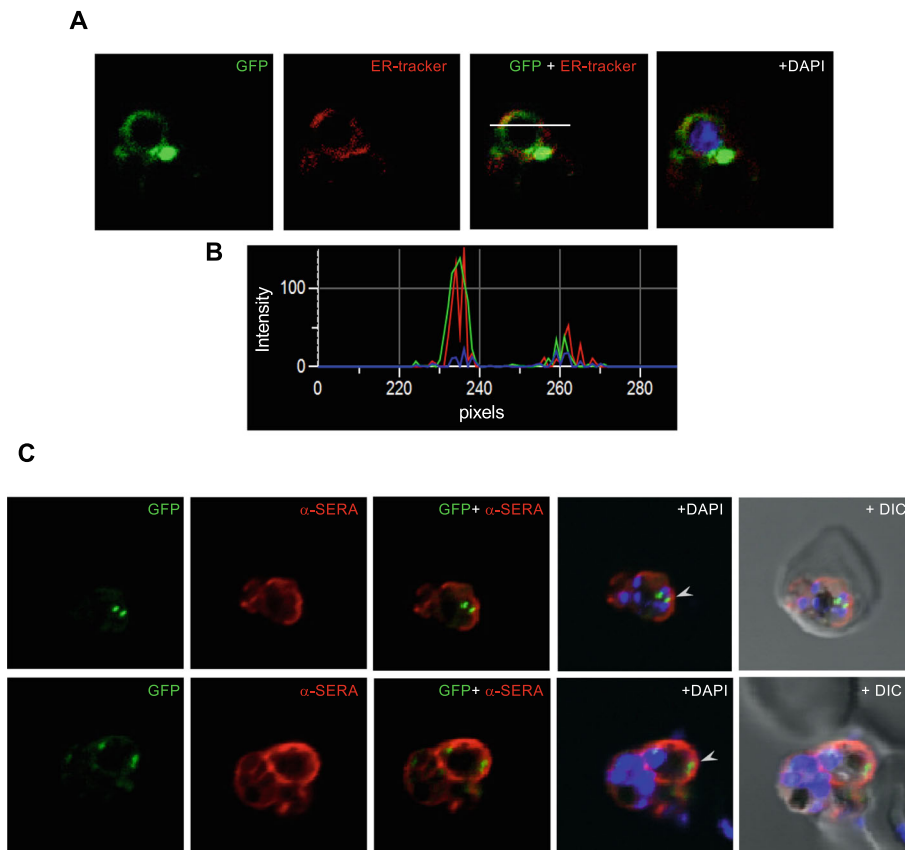 A
GFP
ER-tracker
GFP + ER-tracker
+DAPI
B
Intensity
100
0
0 220 240 260 280
pixels
C
GFP
α-SERA
GFP+ α-SERA
+DAPI
+ DIC
GFP
α-SERA
GFP+ α-SERA
+DAPI
+ DIC